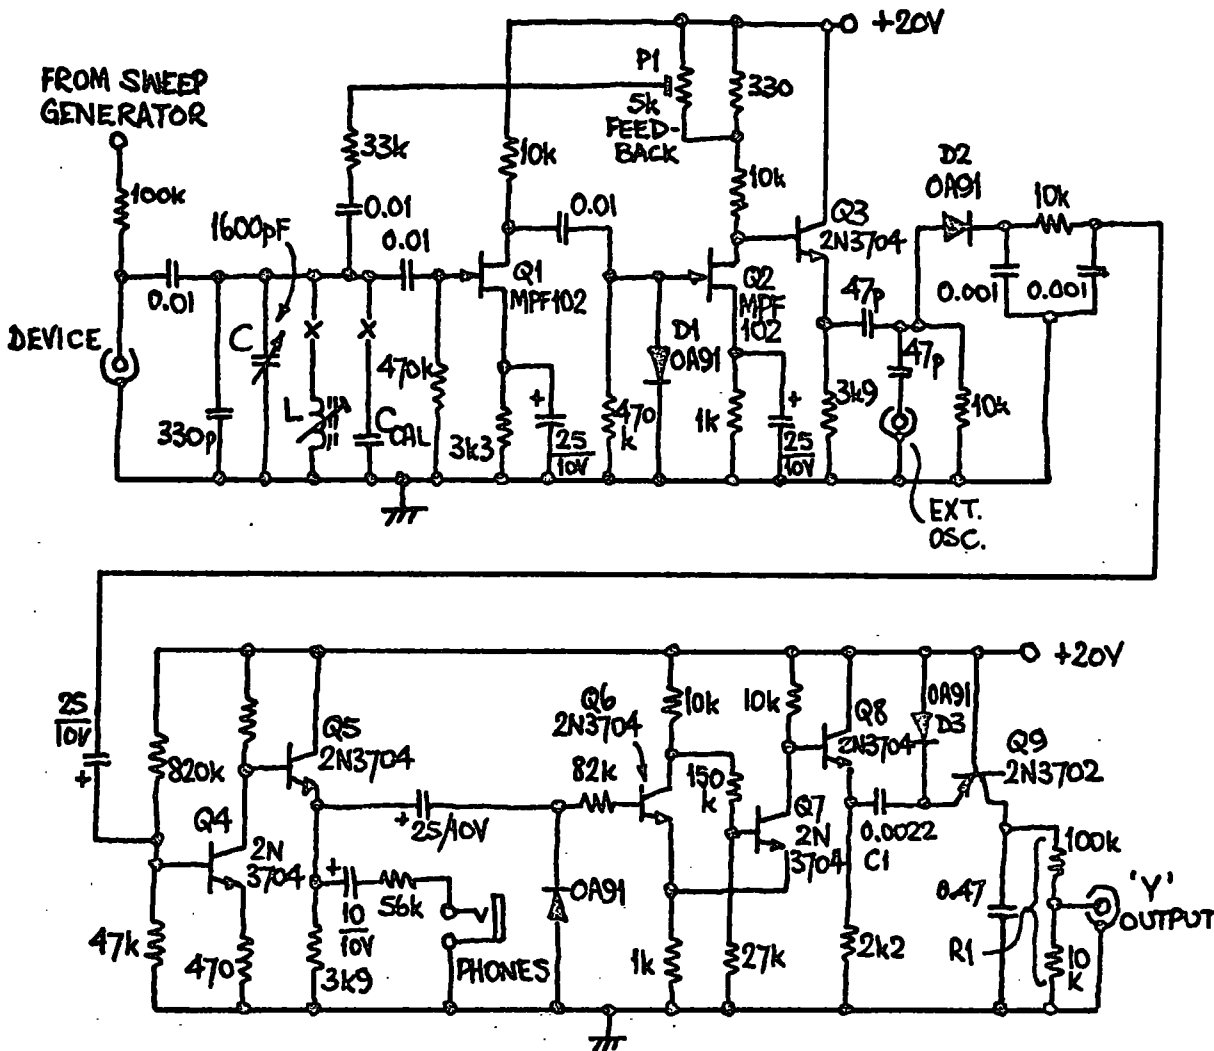 +20V
FROM SWEEP
GENERATOR
100k
1600pF
33k
0.01
0.01
10k
0.01
P1
5k
FEED-
BACK
330
10k
Q3
2N3704
D2
OA91
10k
0.001
0.001
0.01
DEVICE
C
330p
L
C CAL
470k
Q1
MPF102
3k3
25
10V
470
k
D1
OA91
Q2
MPF
102
1k
25
10V
47p
47p
3k9
10k
EXT.
OSC.
+20V
25
10V
+
820k
Q4
2N
3704
47k
470
Q5
2N3704
+
25/10V
+
10
10V
56k
3k9
PHONES
OA91
82k
Q6
2N3704
10k
150
k
Q7
2N
3704
1k
27k
10k
Q8
2N3704
2k2
0.0022
C1
OA91
D3
Q9
2N3702
0.47
R1
100k
10
k
'Y'
OUTPUT